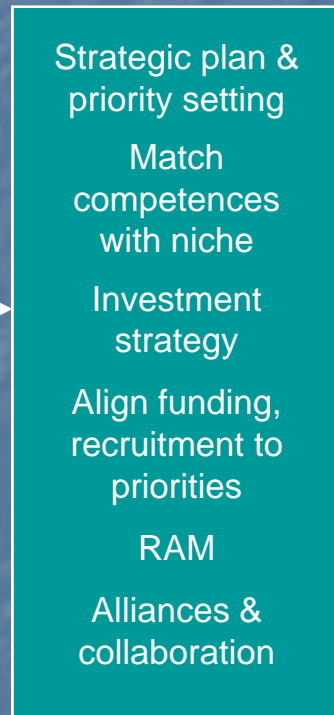 Strategic plan &
priority setting
Match
competences
with niche
Investment
strategy
Align funding,
recruitment to
priorities
RAM
Alliances &
collaboration